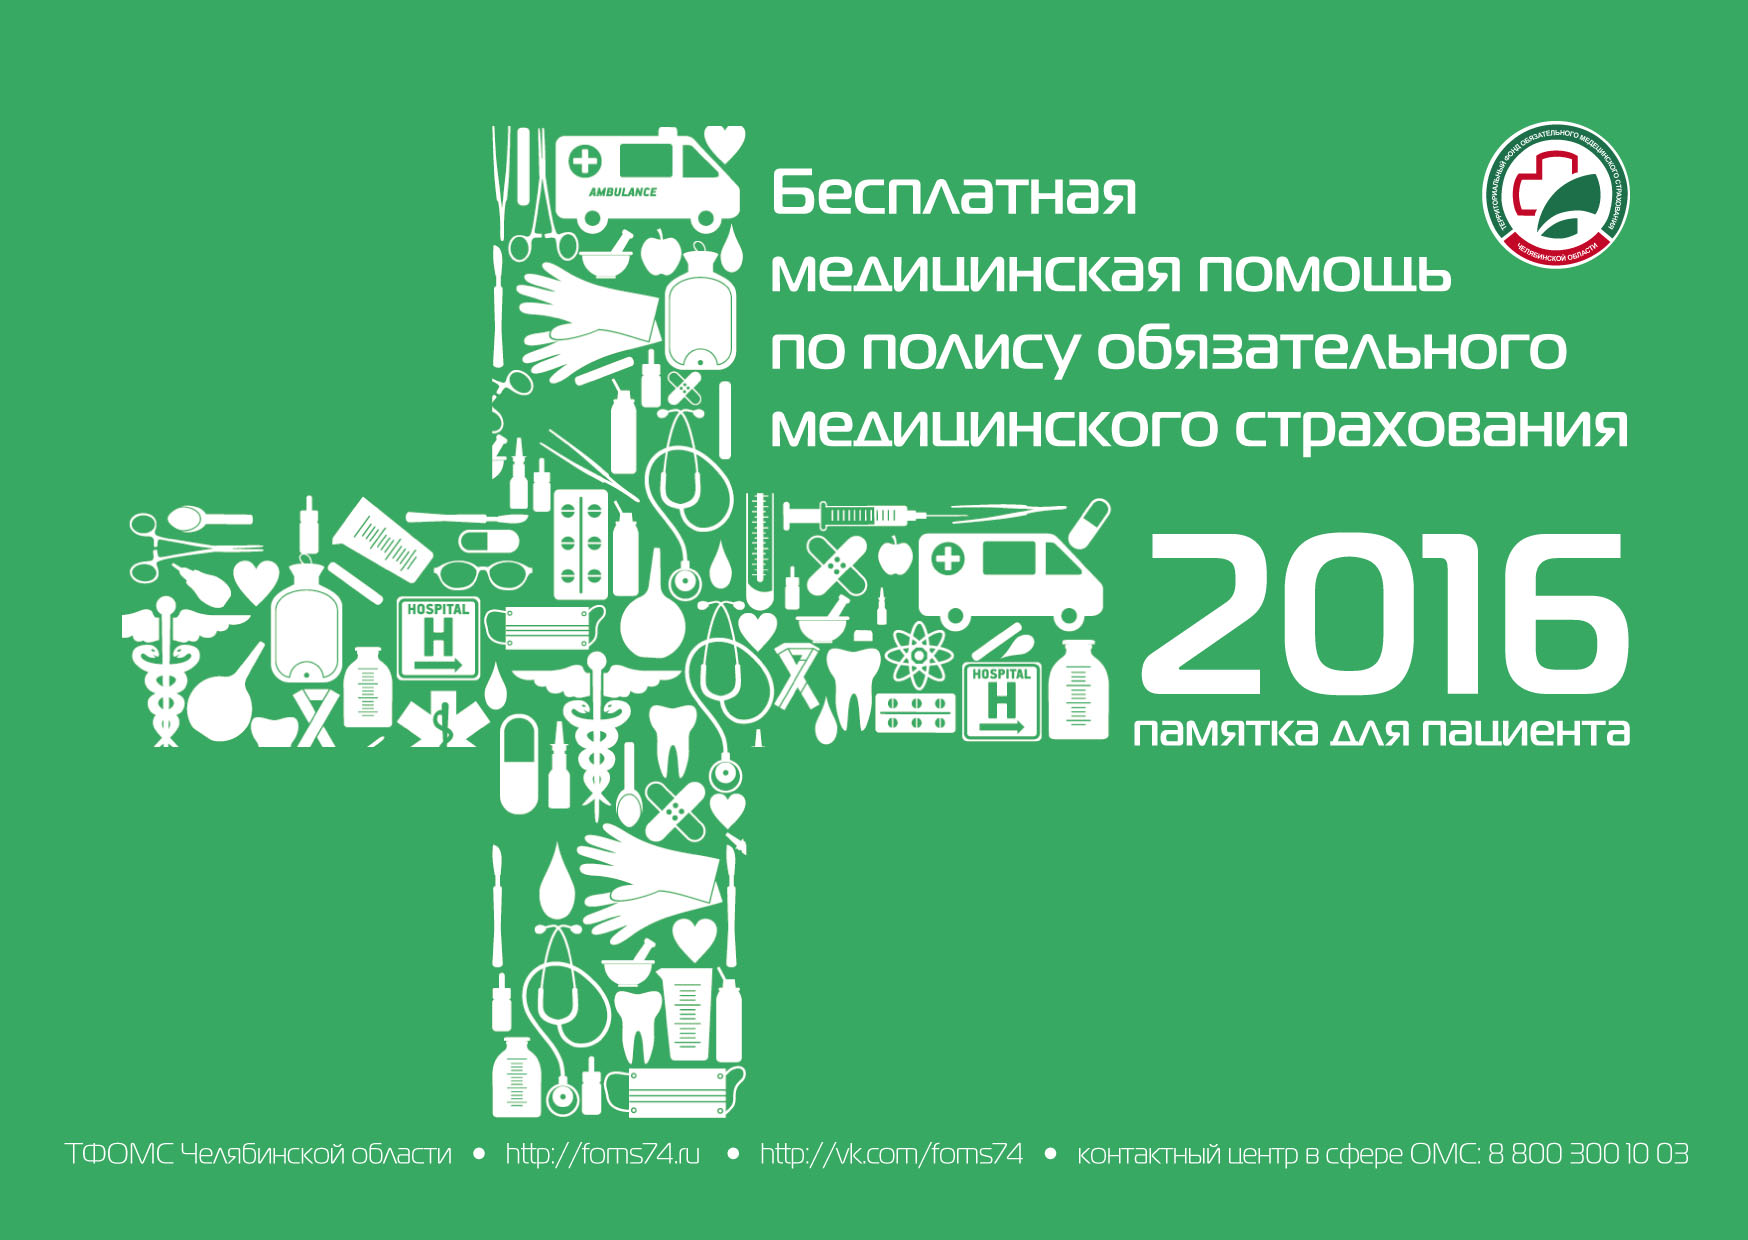 AMBULANCE
Бесплатная
медицинская помощь
по полису обязательного
медицинского страхования
ТЕРРИТОРИАЛЬНЫЙ ФОНД ОБЯЗАТЕЛЬНОГО МЕДИЦИНСКОГО СТРАХОВАНИЯ
ЧЕЛЯБИНСКОЙ ОБЛАСТИ
2016
памятка для пациента
HOSPITAL
H
HOSPITAL
H
ТФОМС Челябинской области • http://foms74.ru • http://vk.com/foms74 • контактный центр в сфере ОМС: 8 800 300 10 03